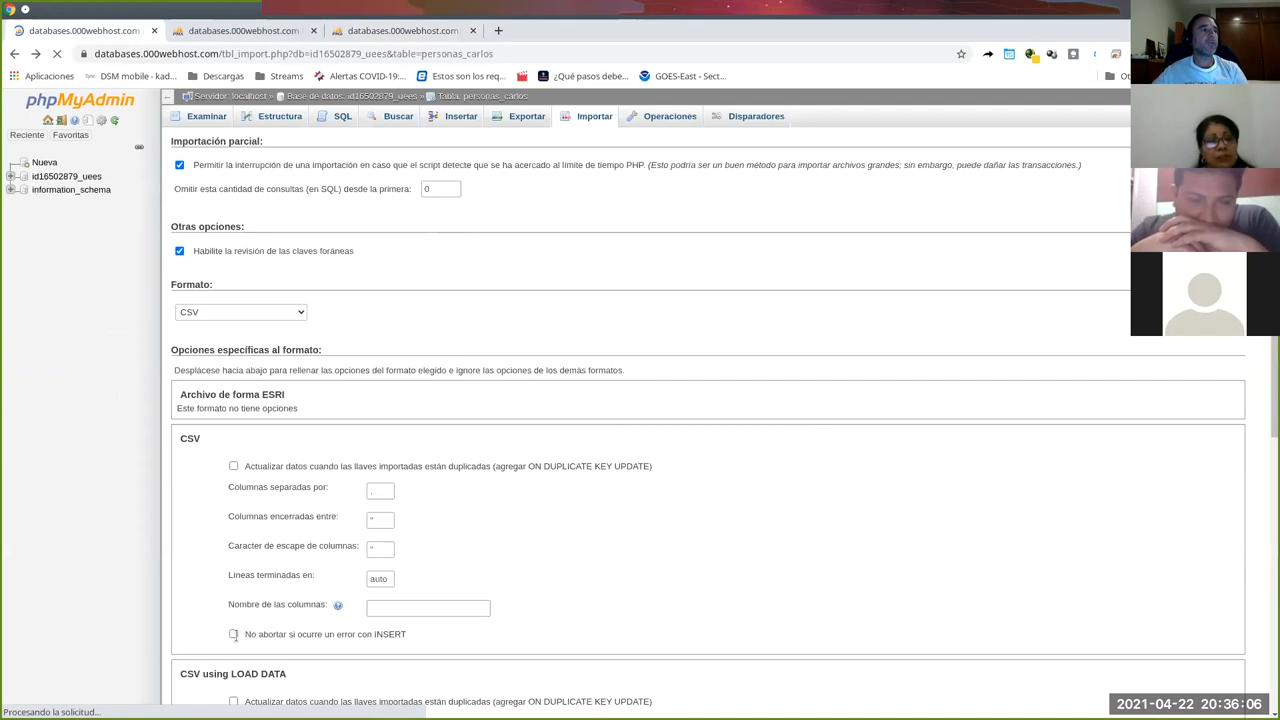 databases.000webhost.com
databases.000webhost.com
databases.000webhost.com
databases.000webhost.com/tbl_import.php?db=id16502879_uees&table=personas_carlos
Aplicaciones
DSM mobile - kad...
Descargas
Streams
Alertas COVID-19:...
Estos son los req...
¿Qué pasos debe...
GOES-East - Sect...
phpMyAdmin
Reciente
Favoritas
Nueva
id16502879_uees
information_schema
Servidor: localhost » Base de datos: id16502879_uees » Tabla: personas_carlos
Examinar
Estructura
SQL
Buscar
Insertar
Exportar
Importar
Operaciones
Disparadores
Importación parcial:
Permitir la interrupción de una importación en caso que el script detecte que se ha acercado al límite de tiempo PHP. (Esto podría ser un buen método para importar archivos grandes; sin embargo, puede dañar las transacciones.)
Omitir esta cantidad de consultas (en SQL) desde la primera: 0
Otras opciones:
Habilite la revisión de las claves foráneas
Formato:
CSV
Opciones específicas al formato:
Desplácese hacia abajo para rellenar las opciones del formato elegido e ignore las opciones de los demás formatos.
Archivo de forma ESRI
Este formato no tiene opciones
CSV
Actualizar datos cuando las llaves importadas están duplicadas (agregar ON DUPLICATE KEY UPDATE)
Columnas separadas por: ,
Columnas encerradas entre: "
Caracter de escape de columnas: "
Líneas terminadas en: auto
Nombre de las columnas:
No abortar si ocurre un error con INSERT
CSV using LOAD DATA
Actualizar datos cuando las llaves importadas están duplicadas (agregar ON DUPLICATE KEY UPDATE)
Procesando la solicitud...
2021-04-22 20:36:06